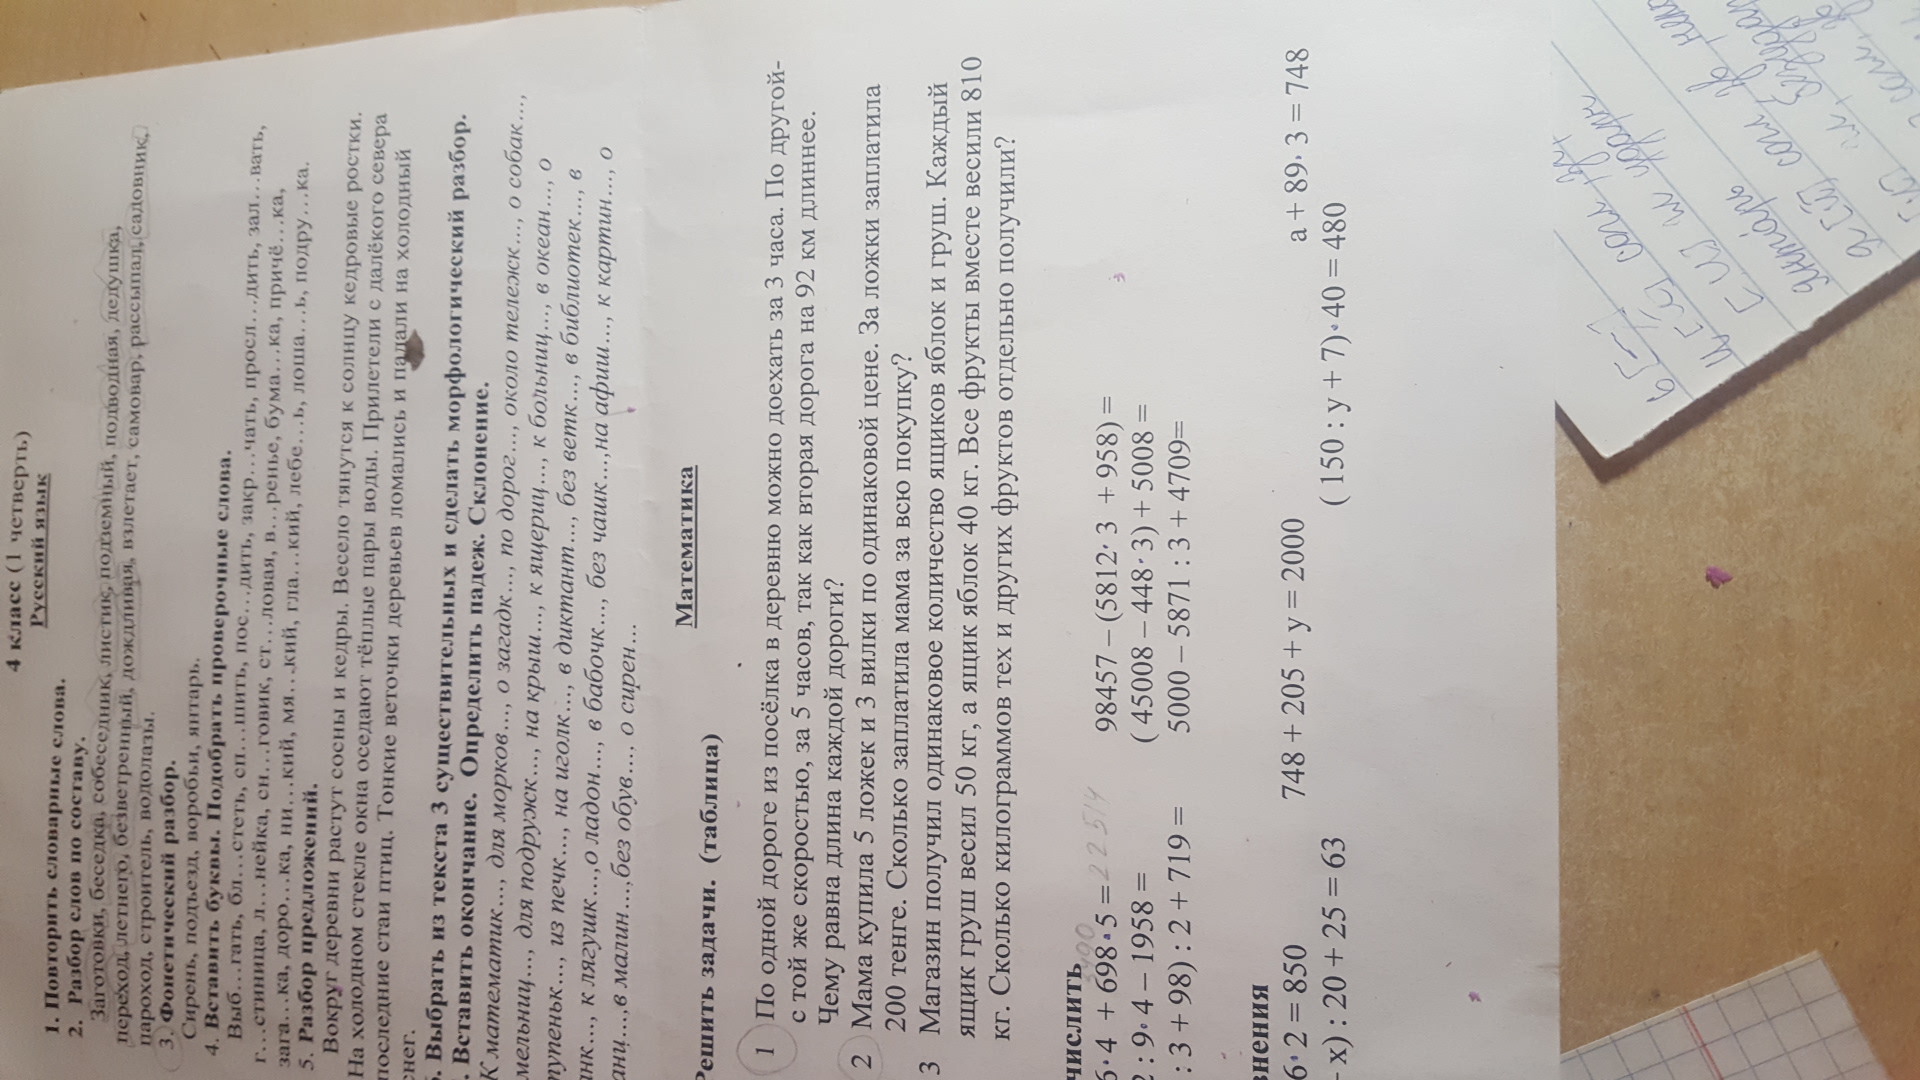 4 класс (1 четверть)
Русский язык
1. Повторить словарные слова.
2. Разбор слов по составу.
Заготовки, беседка, собеседник, листик, подземный, подводная, дедушка,
переход, летнего, безветренный, дождливая, взлетает, самовар, рассыпал, садовник,
пароход, строитель, водолазы.
3. Фонетический разбор.
Сирень, подъезд, воробьи, янтарь.
4. Вставить буквы. Подобрать проверочные слова.
Выб…гать, бл…стеть, сп…шить, пос…дить, закр…чать, просл…дить, зал…вать,
г…стиница, л…нейка, сн…говик, ст…ловая, в…ренье, бума…ка, причё…ка,
зага…ка, доро…ка, ни…кий, мя…кий, гла…кий, лебе…ь, лоша…ь, подру…ка.
5. Разбор предложений.
Вокруг деревни растут сосны и кедры. Весело тянутся к солнцу кедровые ростки.
На холодном стекле окна оседают тёплые пары воды. Прилетели с далёкого севера
последние стаи птиц. Тонкие веточки деревьев ломались и падали на холодный
снег.
. Выбрать из текста 3 существительных и сделать морфологический разбор.
. Вставить окончание. Определить падеж. Склонение.
К математик…, для морков…, о загадк…, по дорог…, около тележк…, о собак…,
мельниц…, для подружк…, на крыш…, к ящериц…, к больниц…, в океан…, о
тупеньк…, из печк…, на иголк…, в диктант…, без ветк…, в библиотек…, в
анк…, к лягушк…,о ладон…, в бабочк…, без чашк…,на афиш…, к картин…, о
анц…,в малин…,без обув…. о сирен…
Математика
Решить задачи. (таблица)
1 По одной дороге из посёлка в деревню можно доехать за 3 часа. По другой-
с той же скоростью, за 5 часов, так как вторая дорога на 92 км длиннее.
Чему равна длина каждой дороги?
2 Мама купила 5 ложек и 3 вилки по одинаковой цене. За ложки заплатила
200 тенге. Сколько заплатила мама за всю покупку?
3 Магазин получил одинаковое количество ящиков яблок и груш. Каждый
ящик груш весил 50 кг, а ящик яблок 40 кг. Все фрукты вместе весили 810
кг. Сколько килограммов тех и других фруктов отдельно получили?
числить
3490
6·4 + 698·5 = 22514 98457 – (5812·3 + 958) =
2 : 9·4 – 1958 = ( 45008 – 448·3) + 5008 =
: 3 + 98) : 2 + 719 = 5000 – 5871 : 3 + 4709=
внения
6·2 = 850 748 + 205 + у = 2000 а + 89·3 = 748
- х) : 20 + 25 = 63 ( 150 : у + 7)·40 = 480